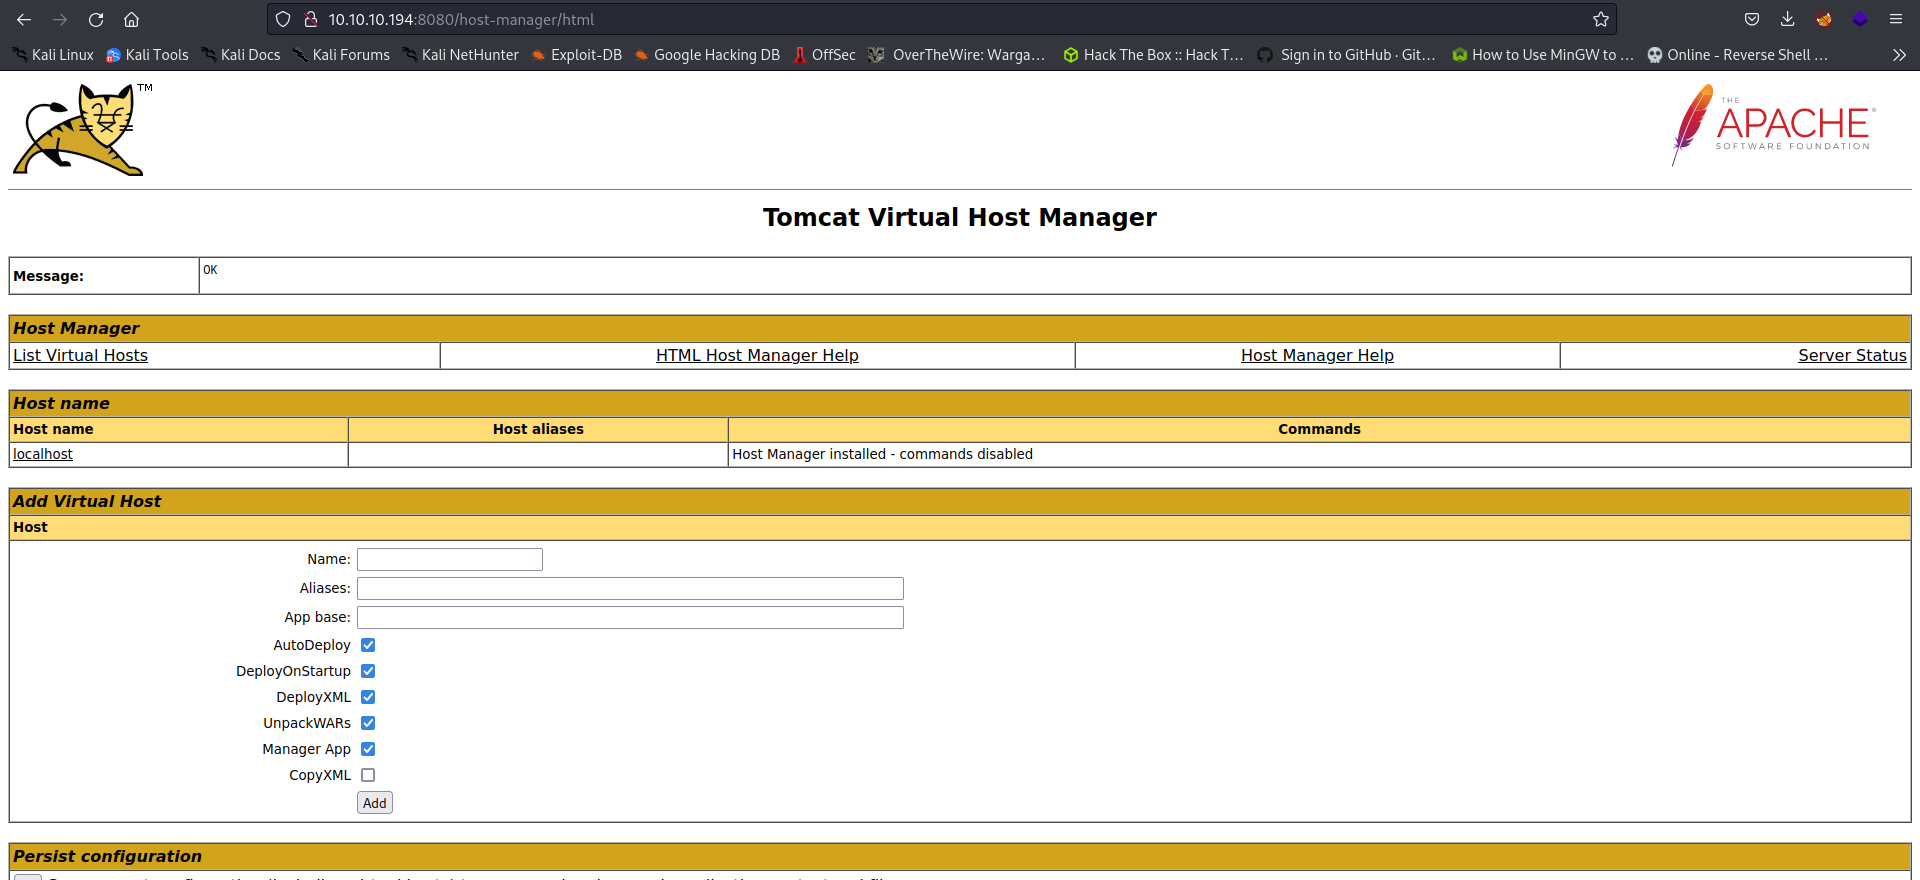 10.10.10.194:8080/host-manager/html
Kali Linux Kali Tools Kali Docs Kali Forums Kali NetHunter Exploit-DB Google Hacking DB OffSec OverTheWire: Warga... Hack The Box :: Hack T... Sign in to GitHub · Git... How to Use MinGW to ... Online - Reverse Shell ...
TM
THE
APACHE®
SOFTWARE FOUNDATION
Tomcat Virtual Host Manager
Message: OK
Host Manager
List Virtual Hosts HTML Host Manager Help Host Manager Help Server Status
Host name
Host name Host aliases Commands
localhost Host Manager installed - commands disabled
Add Virtual Host
Host
Name:
Aliases:
App base:
AutoDeploy
DeployOnStartup
DeployXML
UnpackWARs
Manager App
CopyXML
Add
Persist configuration